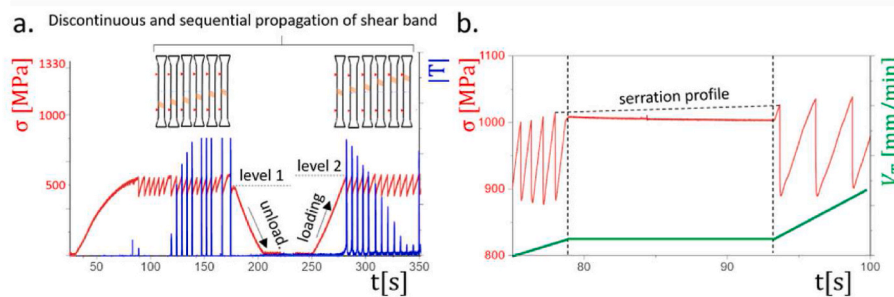 a.
Discontinuous and sequential propagation of shear band
σ [MPa]
1330
1000
500
|T|
level 1
level 2
unload
loading
50
100
150
200
250
300
350
t[s]
b.
σ [MPa]
1100
1000
900
800
serration profile
[mm/min]
80
90
100
t[s]